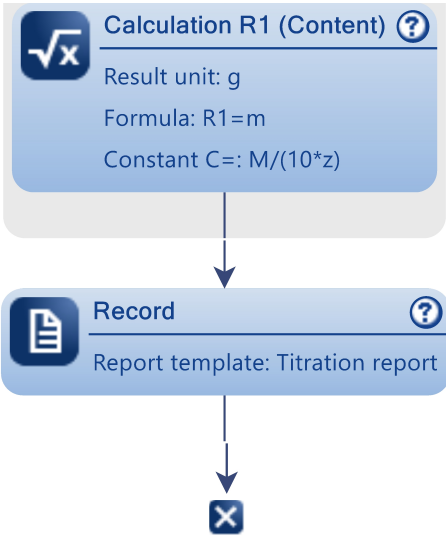 √x
Calculation R1 (Content) ?
Result unit: g
Formula: R1=m
Constant C=: M/(10*z)
Record ?
Report template: Titration report